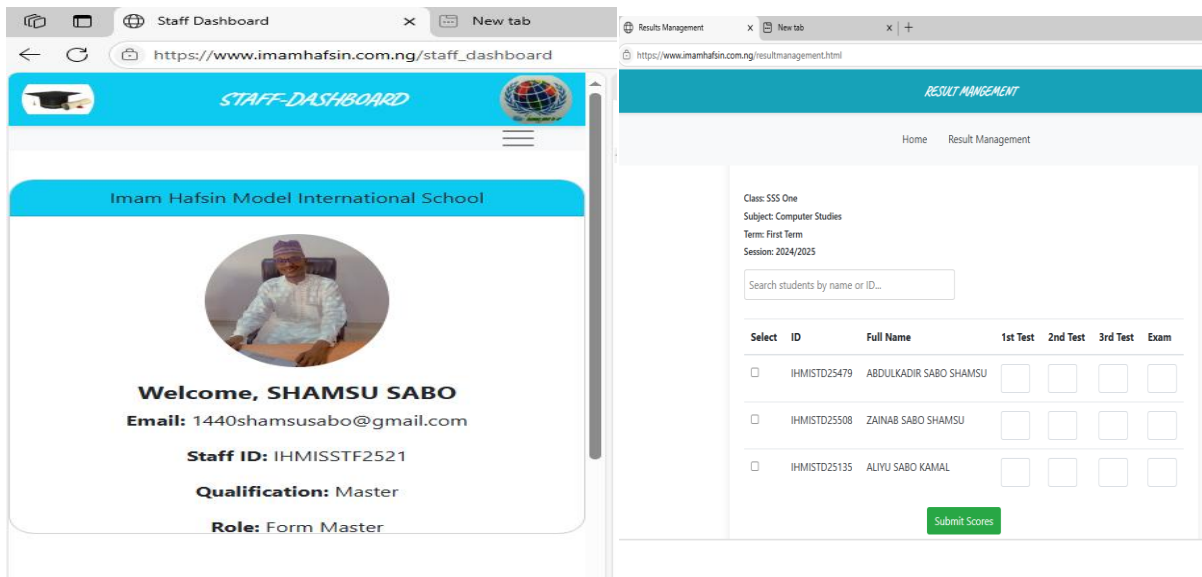 Staff Dashboard
New tab
https://www.imamhafsin.com.ng/staff_dashboard
STAFF-DASHBOARD
Imam Hafsin Model International School
Welcome, SHAMSU SABO
Email: 1440shamsusabo@gmail.com
Staff ID: IHMISSTF2521
Qualification: Master
Role: Form Master
Results Management
New tab
https://www.imamhafsin.com.ng/resultmanagement.html
RESULT MANGEMENT
Home Result Management
Class: SSS One
Subject: Computer Studies
Term: First Term
Session: 2024/2025
Search students by name or ID...
Select ID Full Name 1st Test 2nd Test 3rd Test Exam
IHMISTD25479 ABDULKADIR SABO SHAMSU
IHMISTD25508 ZAINAB SABO SHAMSU
IHMISTD25135 ALIYU SABO KAMAL
Submit Scores